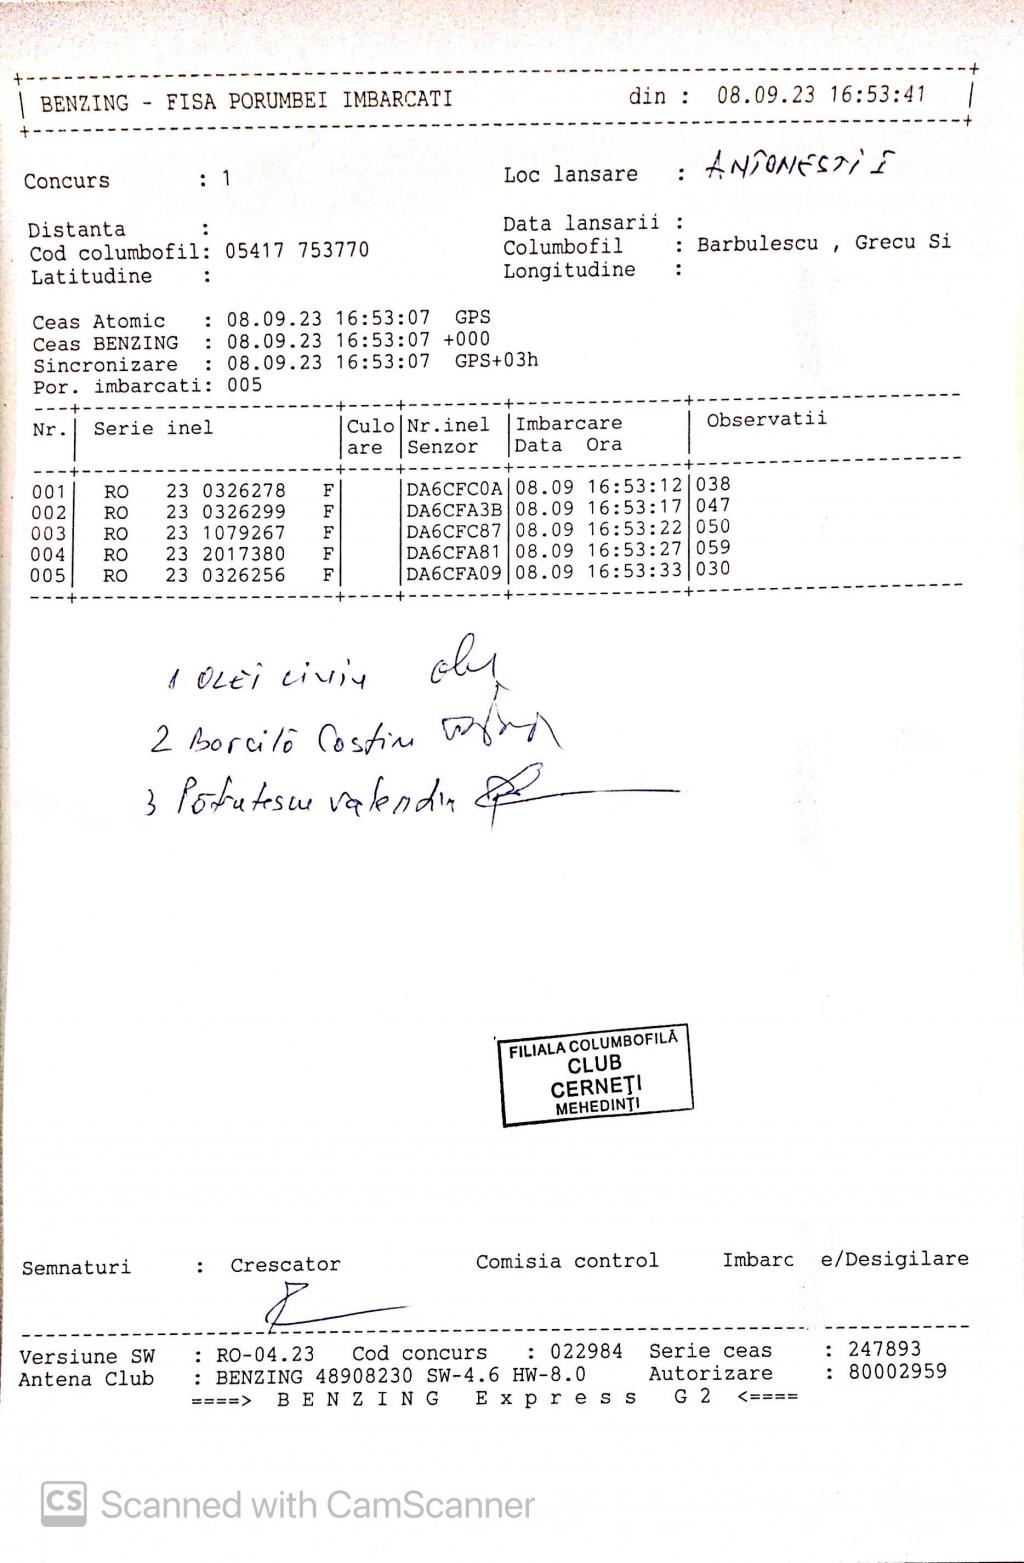 BENZING - FISA PORUMBEI IMBARCATI din : 08.09.23 16:53:41
Concurs : 1 Loc lansare : ANTONESTI I
Distanta : Data lansarii :
Cod columbofil: 05417 753770 Columbofil : Barbulescu , Grecu Si
Latitudine : Longitudine :
Ceas Atomic : 08.09.23 16:53:07 GPS
Ceas BENZING : 08.09.23 16:53:07 +000
Sincronizare : 08.09.23 16:53:07 GPS+03h
Por. imbarcati: 005
Nr. Serie inel Culo Nr.inel Imbarcare Observatii
are Senzor Data Ora
001 RO 23 0326278 F DA6CFC0A 08.09 16:53:12 038
002 RO 23 0326299 F DA6CFA3B 08.09 16:53:17 047
003 RO 23 1079267 F DA6CFC87 08.09 16:53:22 050
004 RO 23 2017380 F DA6CFA81 08.09 16:53:27 059
005 RO 23 0326256 F DA6CFA09 08.09 16:53:33 030
1 OLEI LIVIU
2 Borcilă Costin
3 Pătrutescu valendin
FILIALA COLUMBOFILĂ
CLUB
CERNEȚI
MEHEDINȚI
Semnaturi : Crescator Comisia control Imbarc e/Desigilare
Versiune SW : RO-04.23 Cod concurs : 022984 Serie ceas : 247893
Antena Club : BENZING 48908230 SW-4.6 HW-8.0 Autorizare : 80002959
====> B E N Z I N G E x p r e s s G 2 <====
CS Scanned with CamScanner